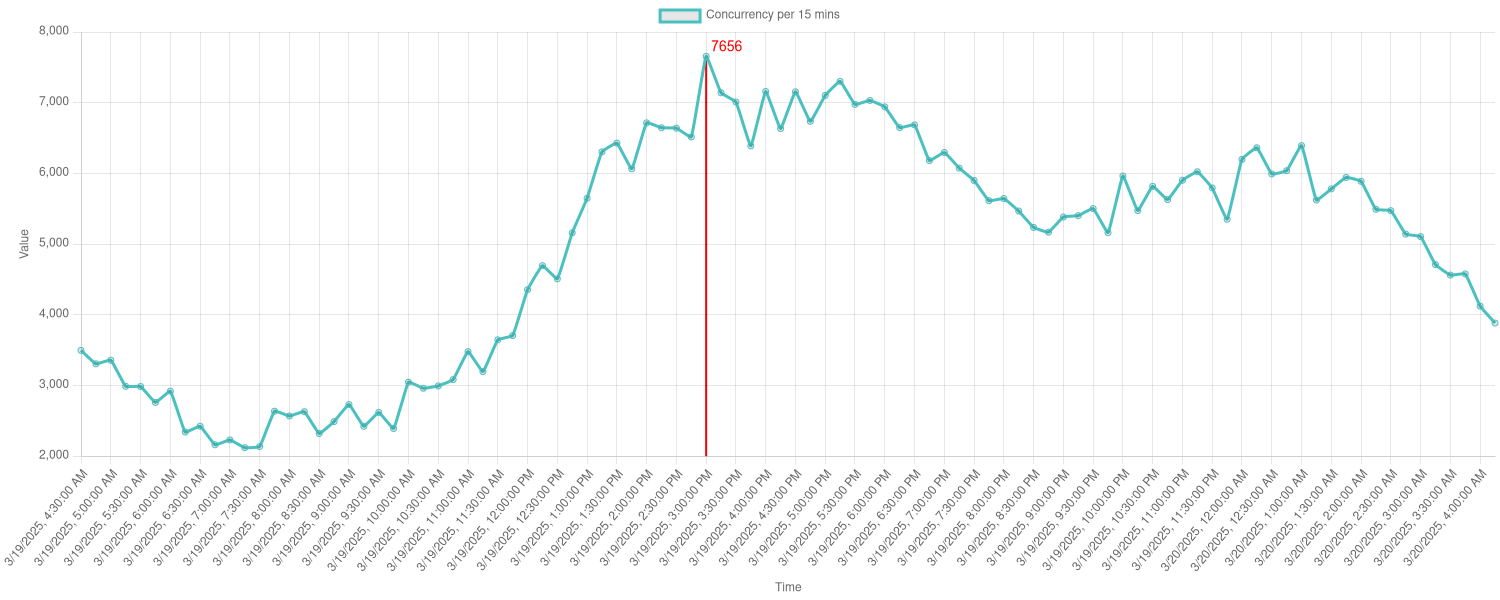 Concurrency per 15 mins
7656
8,000
7,000
6,000
5,000
4,000
3,000
2,000
Value
3/19/2025, 4:30:00 AM
3/19/2025, 5:00:00 AM
3/19/2025, 5:30:00 AM
3/19/2025, 6:00:00 AM
3/19/2025, 6:30:00 AM
3/19/2025, 7:00:00 AM
3/19/2025, 7:30:00 AM
3/19/2025, 8:00:00 AM
3/19/2025, 8:30:00 AM
3/19/2025, 9:00:00 AM
3/19/2025, 9:30:00 AM
3/19/2025, 10:00:00 AM
3/19/2025, 10:30:00 AM
3/19/2025, 11:00:00 AM
3/19/2025, 11:30:00 AM
3/19/2025, 12:00:00 PM
3/19/2025, 12:30:00 PM
3/19/2025, 1:00:00 PM
3/19/2025, 1:30:00 PM
3/19/2025, 2:00:00 PM
3/19/2025, 2:30:00 PM
3/19/2025, 3:00:00 PM
3/19/2025, 3:30:00 PM
3/19/2025, 4:00:00 PM
3/19/2025, 4:30:00 PM
3/19/2025, 5:00:00 PM
3/19/2025, 5:30:00 PM
3/19/2025, 6:00:00 PM
3/19/2025, 6:30:00 PM
3/19/2025, 7:00:00 PM
3/19/2025, 7:30:00 PM
3/19/2025, 8:00:00 PM
3/19/2025, 8:30:00 PM
3/19/2025, 9:00:00 PM
3/19/2025, 9:30:00 PM
3/19/2025, 10:00:00 PM
3/19/2025, 10:30:00 PM
3/19/2025, 11:00:00 PM
3/19/2025, 11:30:00 PM
3/20/2025, 12:00:00 AM
3/20/2025, 12:30:00 AM
3/20/2025, 1:00:00 AM
3/20/2025, 1:30:00 AM
3/20/2025, 2:00:00 AM
3/20/2025, 2:30:00 AM
3/20/2025, 3:00:00 AM
3/20/2025, 3:30:00 AM
3/20/2025, 4:00:00 AM
Time